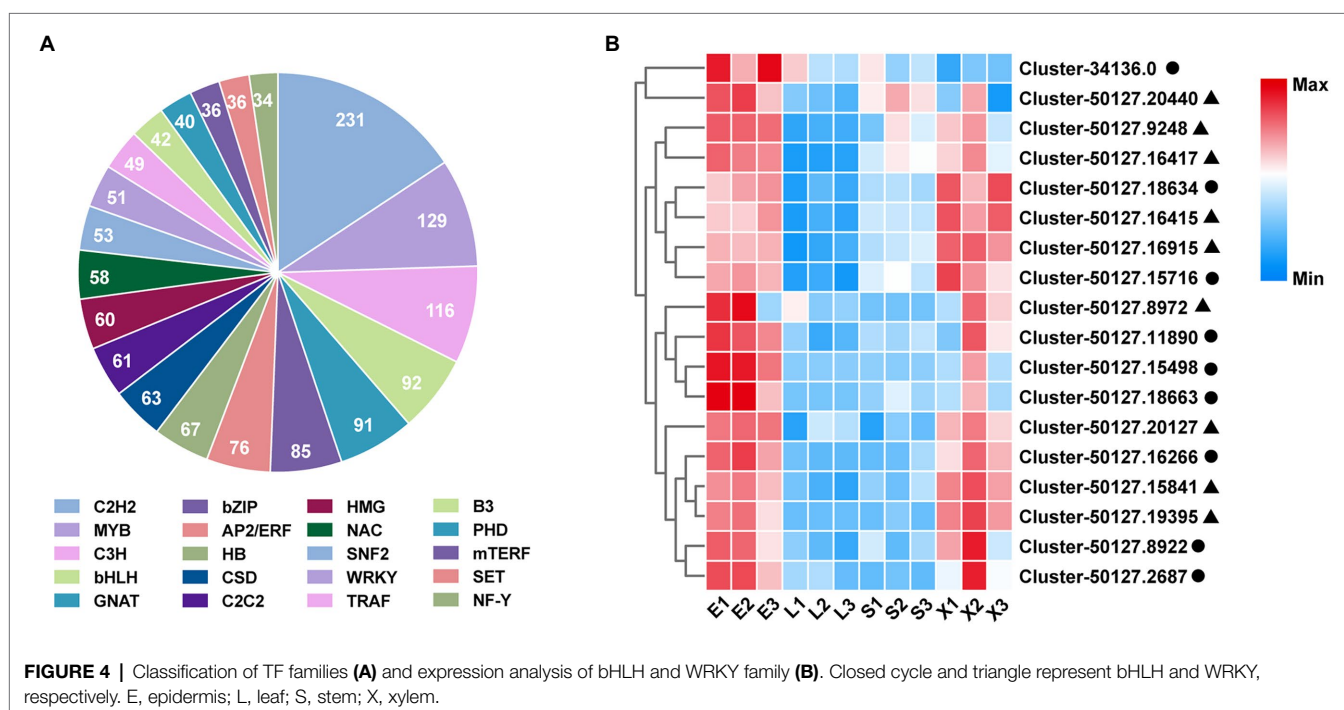 A
231
129
116
92
91
85
76
67
63
61
60
58
53
51
49
42
40
36
36
34
C2H2 bZIP HMG B3
MYB AP2/ERF NAC PHD
C3H HB SNF2 mTERF
bHLH CSD WRKY SET
GNAT C2C2 TRAF NF-Y
B
Cluster-34136.0
Cluster-50127.20440
Cluster-50127.9248
Cluster-50127.16417
Cluster-50127.18634
Cluster-50127.16415
Cluster-50127.16915
Cluster-50127.15716
Cluster-50127.8972
Cluster-50127.11890
Cluster-50127.15498
Cluster-50127.18663
Cluster-50127.20127
Cluster-50127.16266
Cluster-50127.15841
Cluster-50127.19395
Cluster-50127.8922
Cluster-50127.2687
E1 E2 E3 L1 L2 L3 S1 S2 S3 X1 X2 X3
Max
Min
FIGURE 4 | Classification of TF families (A) and expression analysis of bHLH and WRKY family (B). Closed cycle and triangle represent bHLH and WRKY,
respectively. E, epidermis; L, leaf; S, stem; X, xylem.